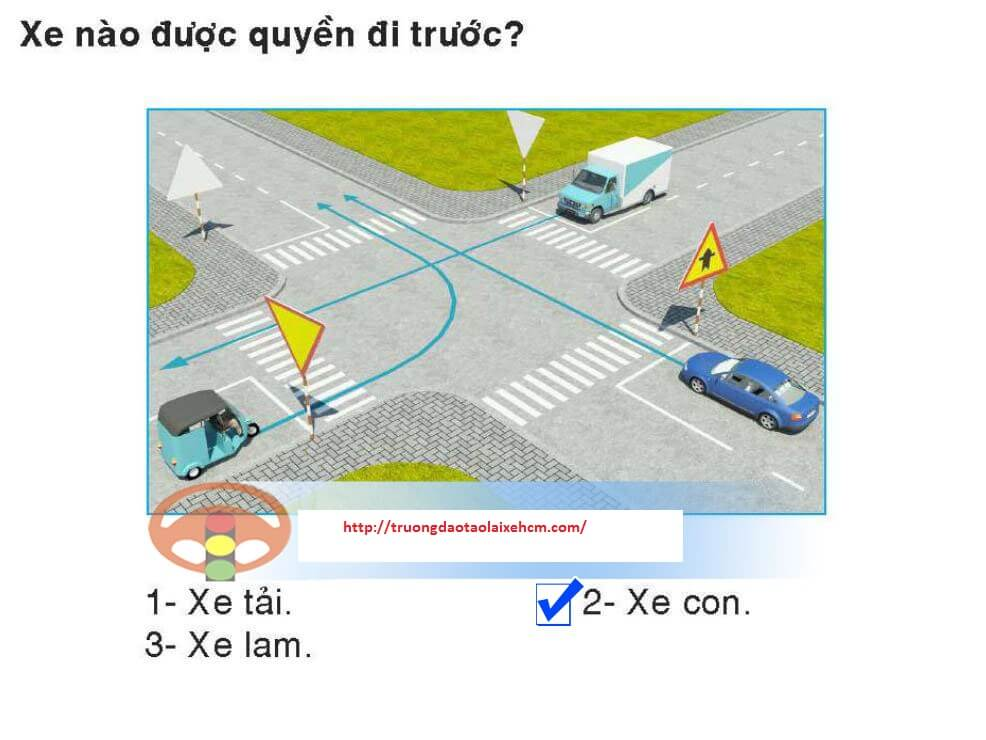 Xe nào được quyền đi trước?
http://truongdaotaolaixehcm.com/
1- Xe tải.
2- Xe con.
3- Xe lam.